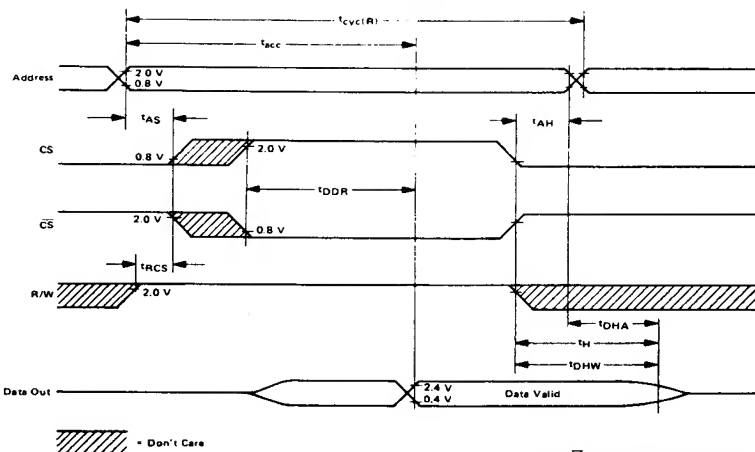 tcyc(R)
tacc
Address
2.0 V
0.8 V
tAS
tAH
CS
0.8 V
2.0 V
tDDR
CS
2.0 V
0.8 V
tRCS
R/W
2.0 V
tDHA
tH
tDHW
Data Out
2.4 V
0.4 V
Data Valid
= Don't Care